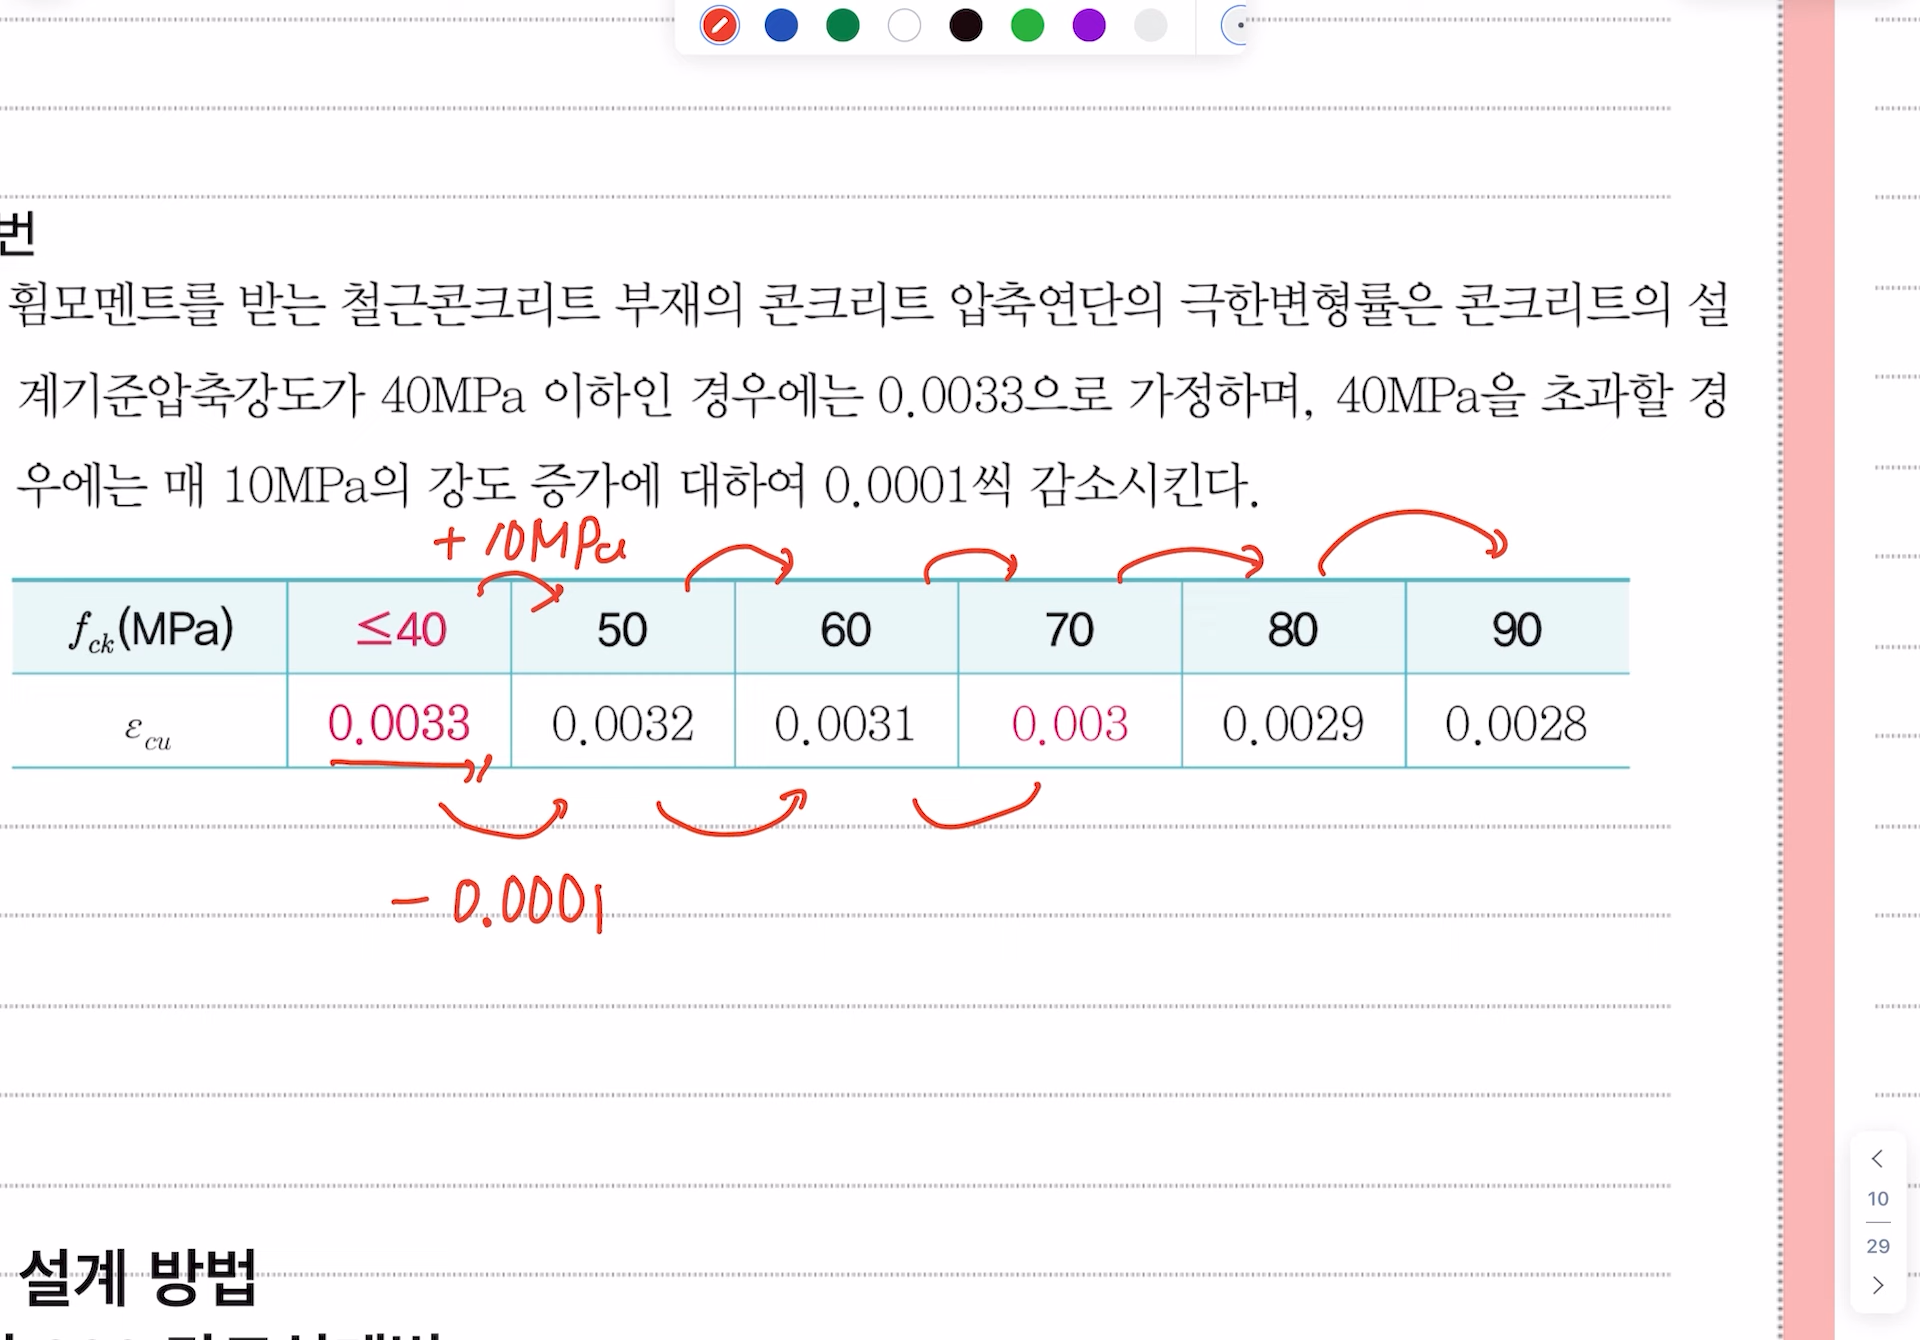 번
휨모멘트를 받는 철근콘크리트 부재의 콘크리트 압축연단의 극한변형률은 콘크리트의 설
계기준압축강도가 40MPa 이하인 경우에는 0.0033으로 가정하며, 40MPa을 초과할 경
우에는 매 10MPa의 강도 증가에 대하여 0.0001씩 감소시킨다.
+ 10MPa
fck(MPa) ≤40 50 60 70 80 90
εcu 0.0033 0.0032 0.0031 0.003 0.0029 0.0028
- 0.0001
설계 방법
10
29